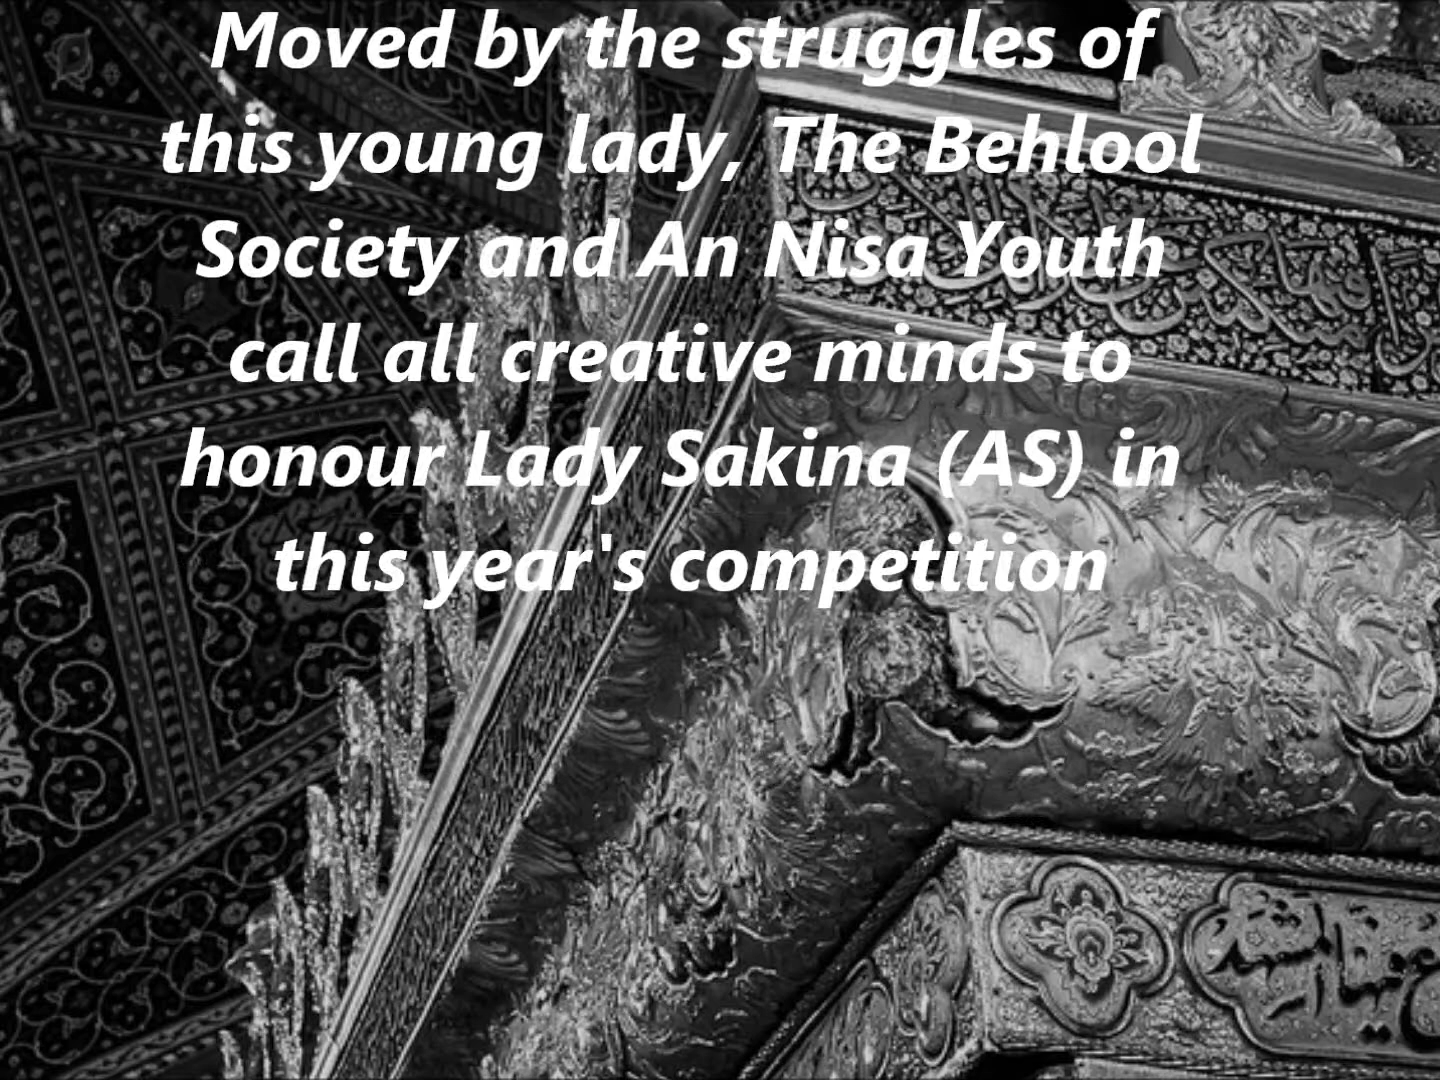 Moved by the struggles of
this young lady, The Behlool
Society and An Nisa Youth
call all creative minds to
honour Lady Sakina (AS) in
this year's competition